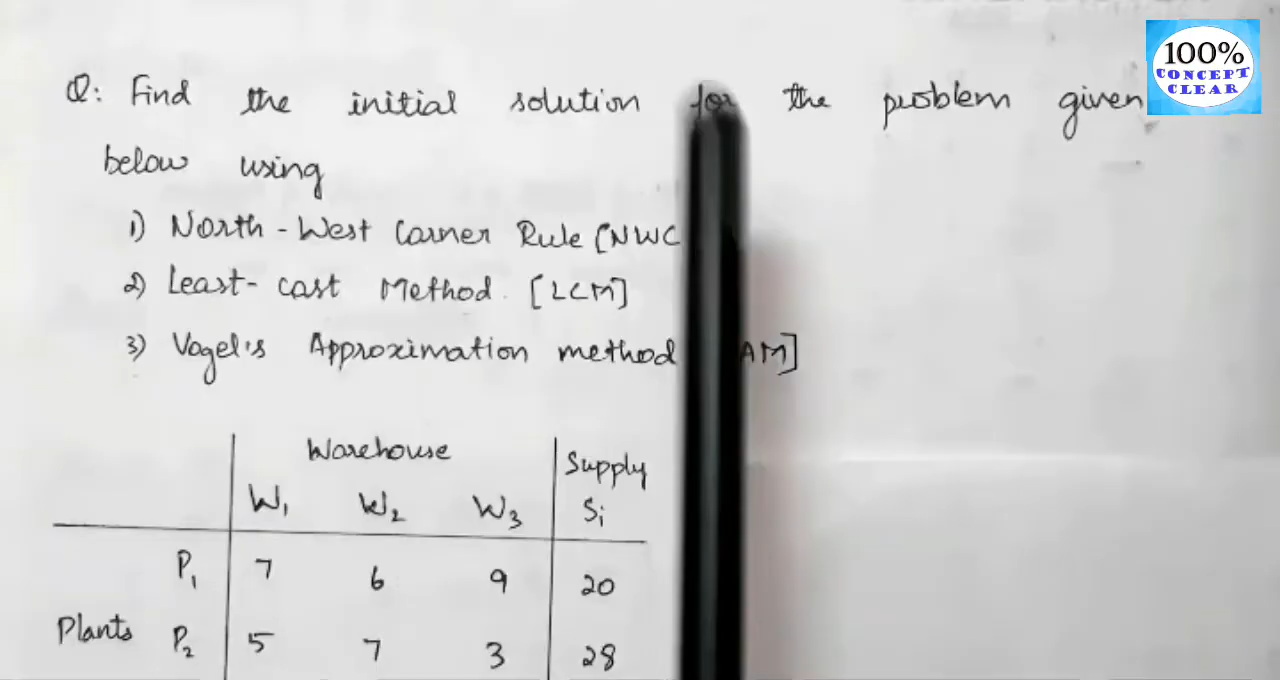 100%
CONCEPT
CLEAR
Q: Find the initial solution for the problem given
below using
1) North-West Corner Rule [NWC
2) Least-cast Method. [LCM]
3) Vogel's Approximation method AM]
Warehouse Supply
W1 W2 W3 Si
P1 7 6 9 20
Plants P2 5 7 3 28